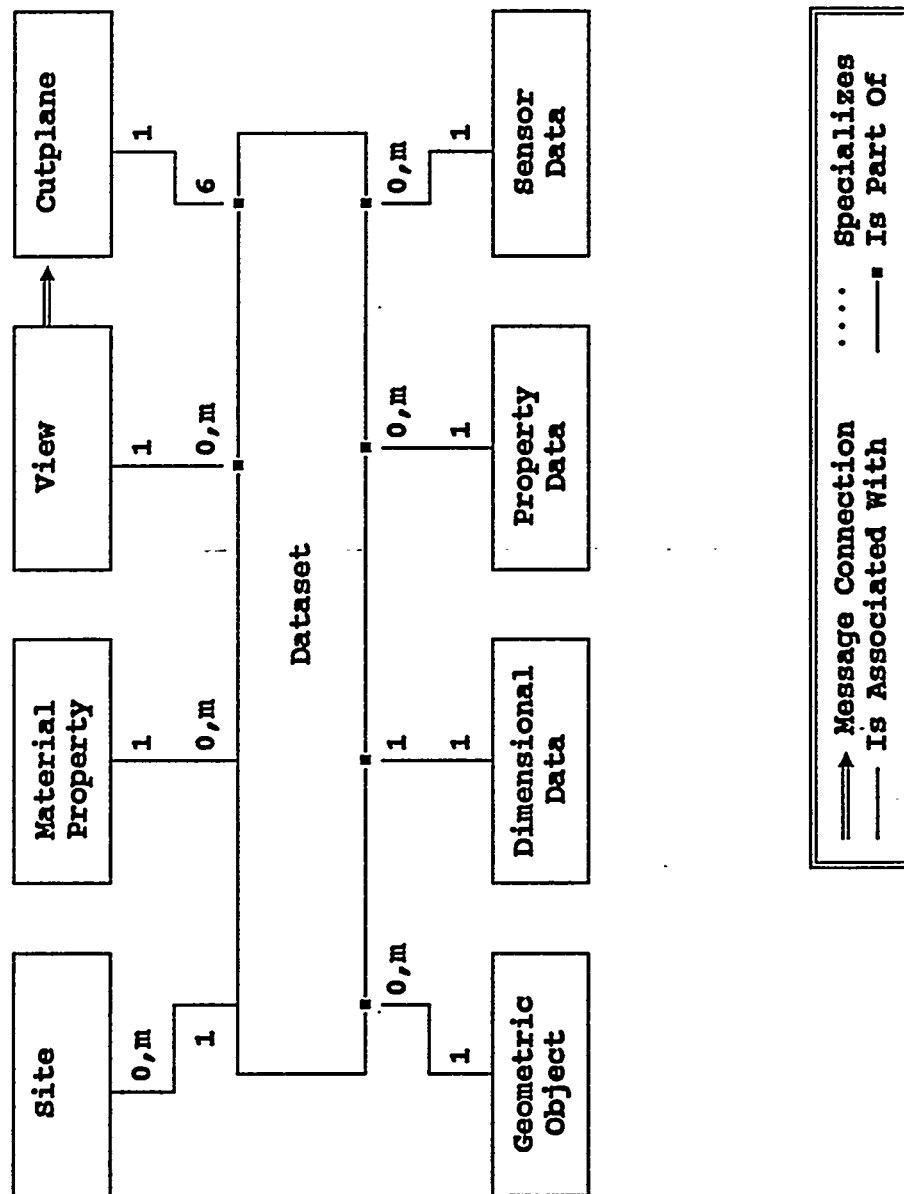 Site
Material
Property
View
Cutplane
0,m
1
1
1
1
0,m
0,m
6
Dataset
0,m
1
0,m
0,m
1
1
1
1
Geometric
Object
Dimensional
Data
Property
Data
Sensor
Data
Message Connection
Specializes
Is Associated With
Is Part Of